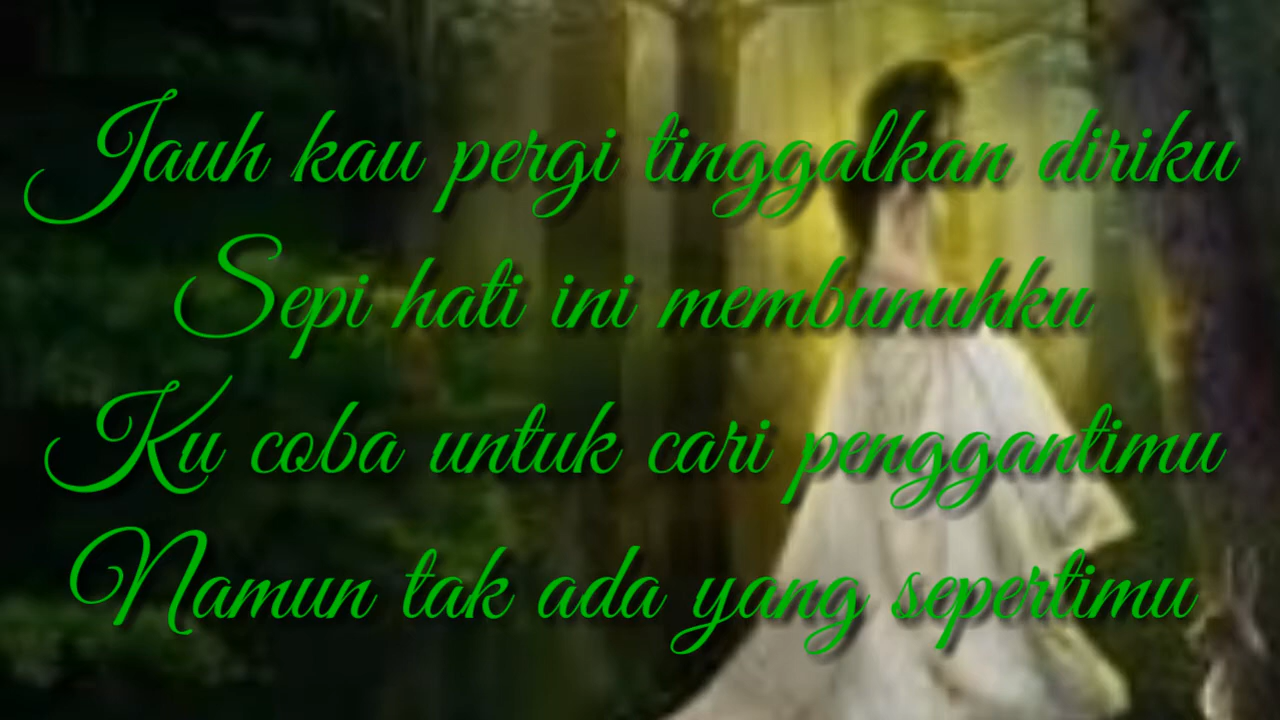 Jauh kau pergi tinggalkan diriku
Sepi hati ini membunuhku
Ku coba untuk cari penggantimu
Namun tak ada yang sepertimu